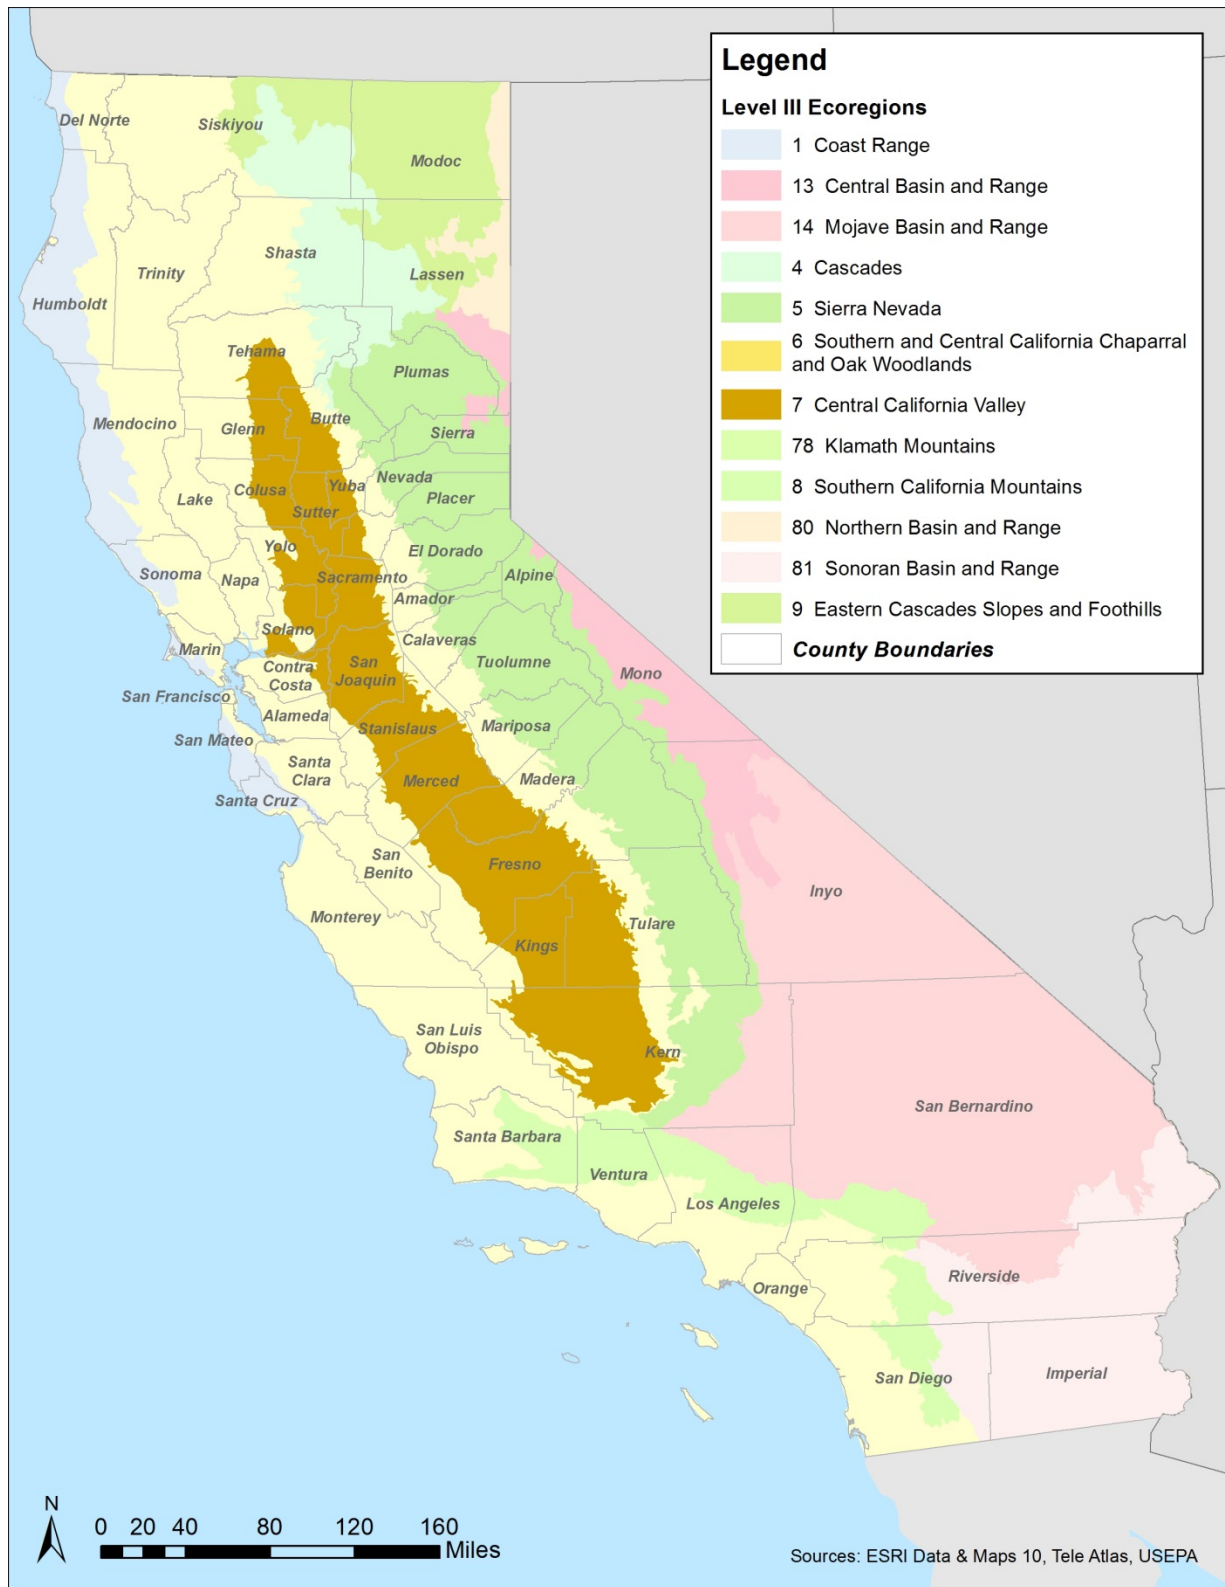 Legend
Level III Ecoregions
1 Coast Range
13 Central Basin and Range
14 Mojave Basin and Range
4 Cascades
5 Sierra Nevada
6 Southern and Central California Chaparral
and Oak Woodlands
7 Central California Valley
78 Klamath Mountains
8 Southern California Mountains
80 Northern Basin and Range
81 Sonoran Basin and Range
9 Eastern Cascades Slopes and Foothills
County Boundaries
Del Norte
Siskiyou
Modoc
Shasta
Trinity
Lassen
Humboldt
Tehama
Plumas
Mendocino
Butte
Glenn
Sierra
Nevada
Lake
Colusa
Yuba
Placer
Sutter
Yolo
El Dorado
Sonoma
Napa
Sacramento
Alpine
Amador
Solano
Calaveras
Marin
Contra
Costa
San
Joaquin
Tuolumne
Mono
San Francisco
Alameda
Stanislaus
Mariposa
San Mateo
Santa
Clara
Merced
Madera
Santa Cruz
San
Benito
Fresno
Inyo
Monterey
Tulare
Kings
San Luis
Obispo
Kern
San Bernardino
Santa Barbara
Ventura
Los Angeles
Riverside
Orange
San Diego
Imperial
N
0 20 40 80 120 160
Miles
Sources: ESRI Data & Maps 10, Tele Atlas, USEPA